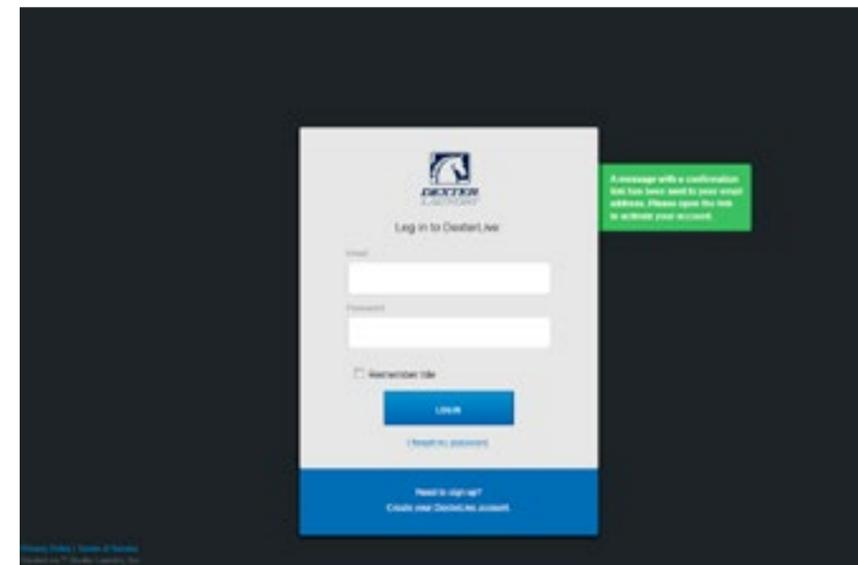 DEXTER
LAUNDRY
Log in to DexterLive
A message with a confirmation
link has been sent to your email
address. Please open the link
to activate your account.
Email
Password
Remember Me
LOG IN
I forgot my password
Need to sign up?
Create your DexterLive account.
Privacy Policy | Terms of Service